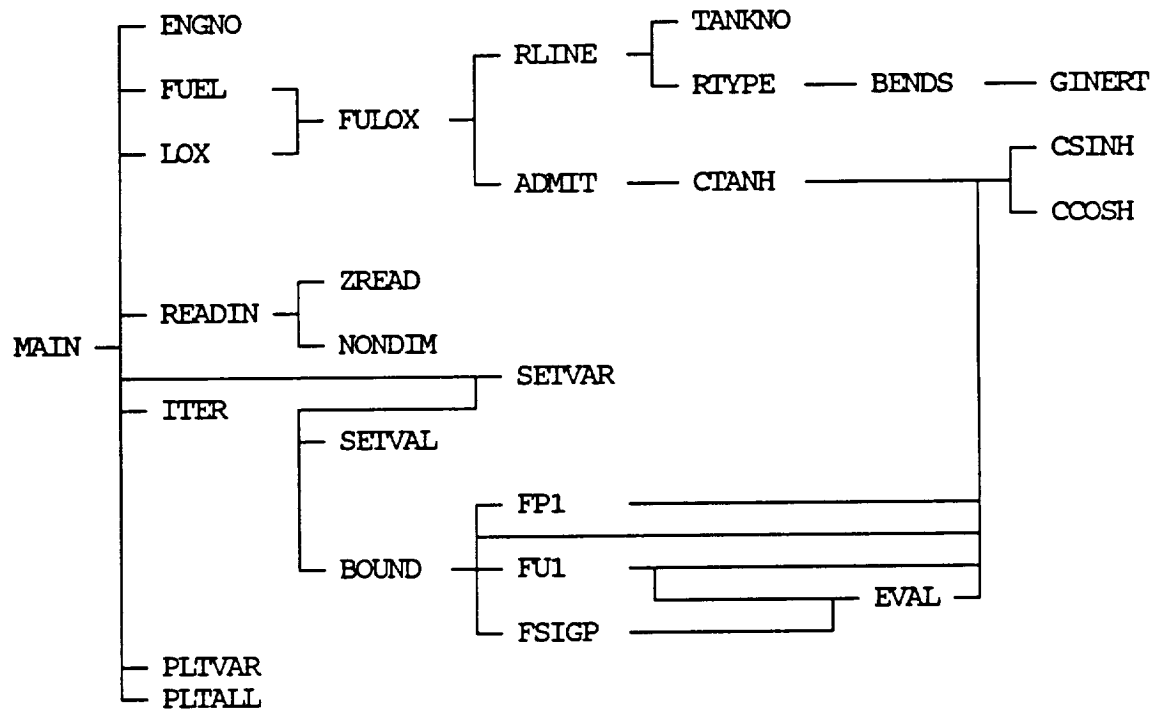 ENGNO
TANKNO
RLINE
FUEL
RTYPE
BENDS
GINERT
FULOX
LOX
CSINH
ADMIT
CTANH
CCOSH
ZREAD
READIN
MAIN
NONDIM
SETVAR
ITER
SETVAL
FP1
BOUND
FU1
EVAL
FSIGP
PLTVAR
PLTALL